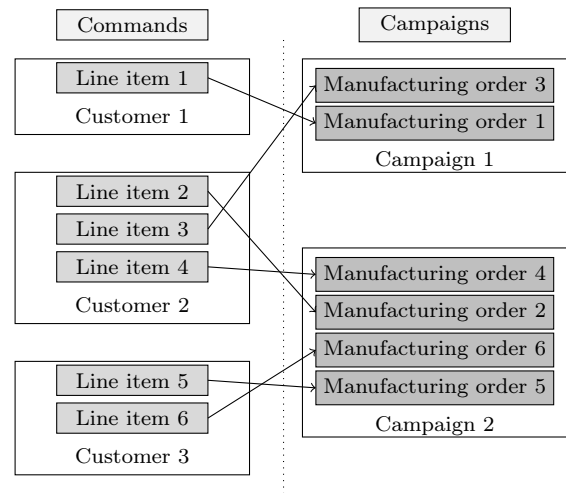 Commands
Line item 1
Customer 1
Line item 2
Line item 3
Line item 4
Customer 2
Line item 5
Line item 6
Customer 3
Campaigns
Manufacturing order 3
Manufacturing order 1
Campaign 1
Manufacturing order 4
Manufacturing order 2
Manufacturing order 6
Manufacturing order 5
Campaign 2